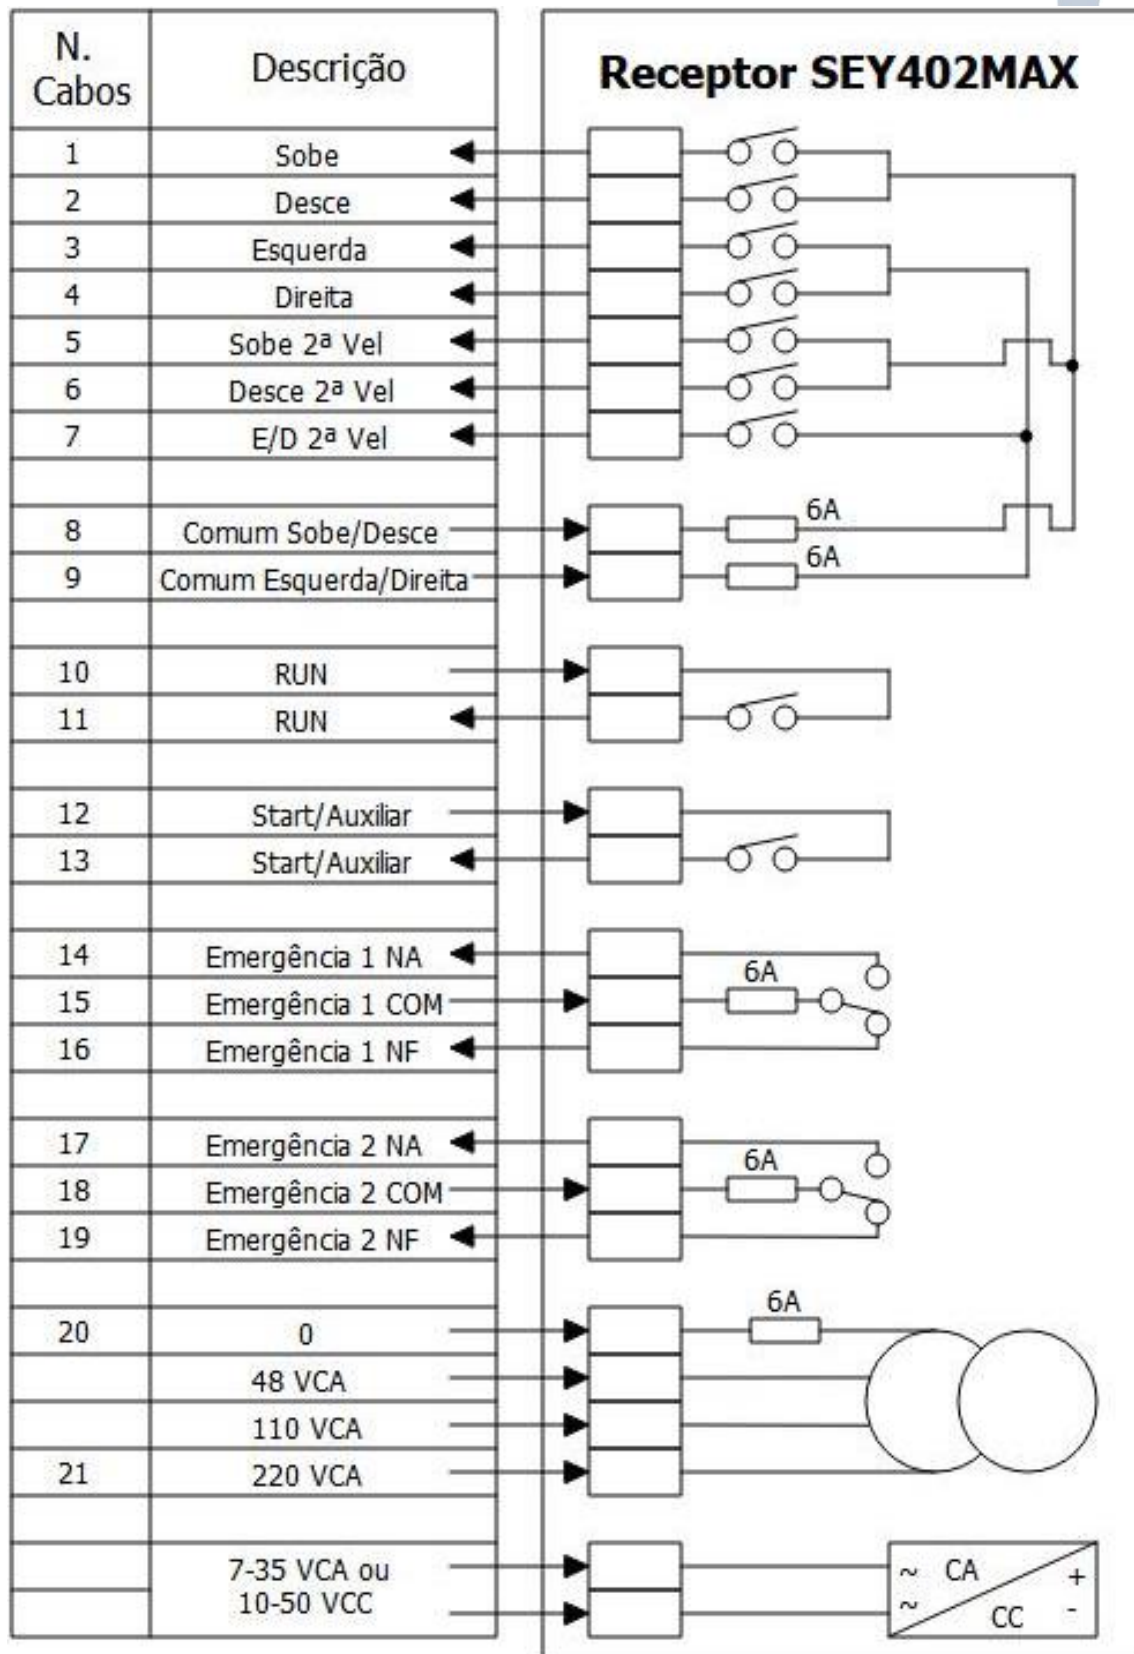 N.
Cabos
Descrição
Receptor SEY402MAX
1 Sobe
2 Desce
3 Esquerda
4 Direita
5 Sobe 2ª Vel
6 Desce 2ª Vel
7 E/D 2ª Vel
8 Comum Sobe/Desce 6A
9 Comum Esquerda/Direita 6A
10 RUN
11 RUN
12 Start/Auxiliar
13 Start/Auxiliar
14 Emergência 1 NA
15 Emergência 1 COM 6A
16 Emergência 1 NF
17 Emergência 2 NA
18 Emergência 2 COM 6A
19 Emergência 2 NF
20 0 6A
48 VCA
110 VCA
21 220 VCA
7-35 VCA ou
10-50 VCC
~ CA +
~ CC -